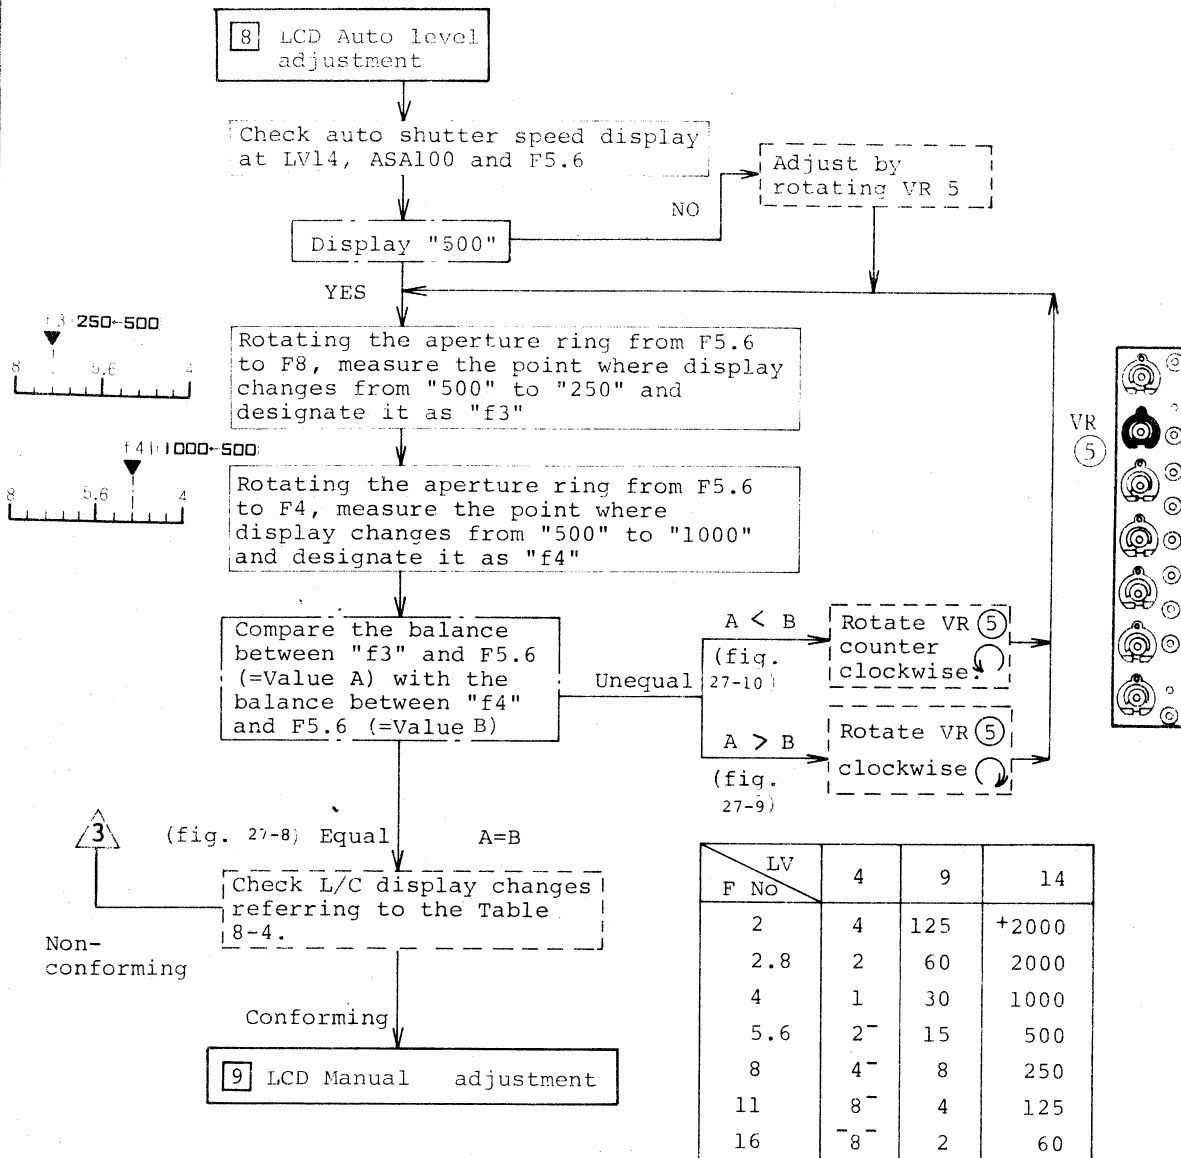 8 LCD Auto level
adjustment
Check auto shutter speed display
at LV14, ASA100 and F5.6
Adjust by
rotating VR 5
NO
Display "500"
YES
f3 250←500
8 5.6 4
Rotating the aperture ring from F5.6
to F8, measure the point where display
changes from "500" to "250" and
designate it as "f3"
VR
5
f4 1000←500
8 5.6 4
Rotating the aperture ring from F5.6
to F4, measure the point where
display changes from "500" to "1000"
and designate it as "f4"
Compare the balance
between "f3" and F5.6
(=Value A) with the
balance between "f4"
and F5.6 (=Value B)
Unequal
A < B
(fig.
27-10)
Rotate VR 5
counter
clockwise.
A > B
(fig.
27-9)
Rotate VR 5
clockwise
3
(fig. 27-8) Equal A=B
Check L/C display changes
referring to the Table
8-4.
Non-
conforming
Conforming
9 LCD Manual adjustment
LV
F No 4 9 14
2 4 125 +2000
2.8 2 60 2000
4 1 30 1000
5.6 2⁻ 15 500
8 4⁻ 8 250
11 8⁻ 4 125
16 ⁻8⁻ 2 60